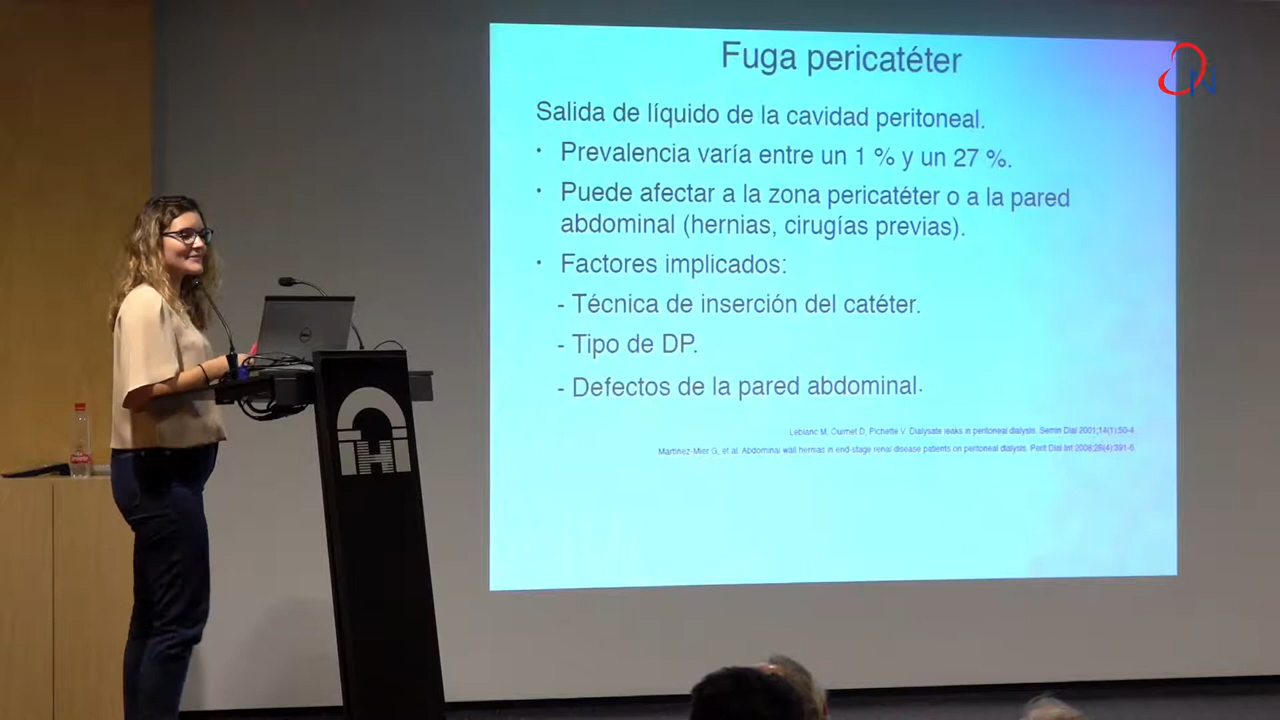 Fuga pericatéter
Salida de líquido de la cavidad peritoneal.
• Prevalencia varía entre un 1 % y un 27 %.
• Puede afectar a la zona pericatéter o a la pared
abdominal (hernias, cirugías previas).
• Factores implicados:
- Técnica de inserción del catéter.
- Tipo de DP.
- Defectos de la pared abdominal.
Leblanc M, Ouimet D, Pichette V. Dialysate leaks in peritoneal dialysis. Semin Dial 2001;14(1):50-4.
Martínez-Mier G, et al. Abdominal wall hernias in end-stage renal disease patients on peritoneal dialysis. Perit Dial Int 2008;28(4):391-6.